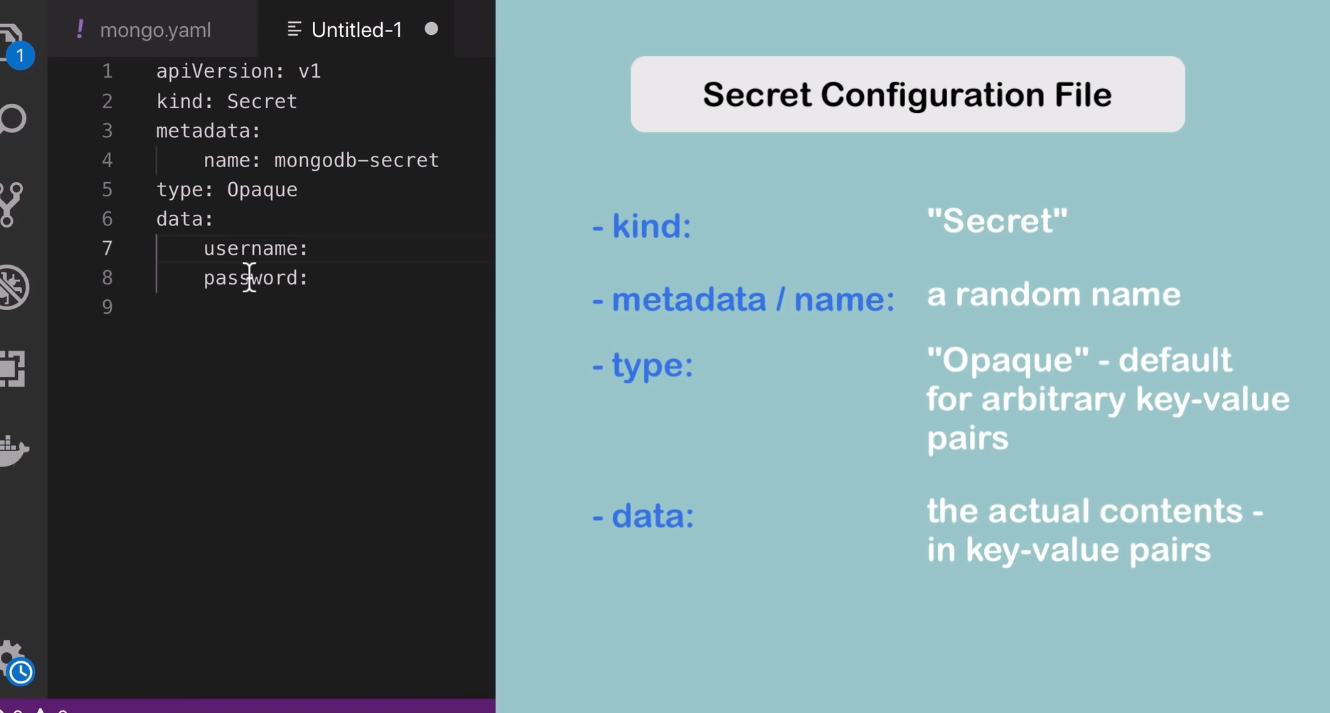 ! mongo.yaml
Untitled-1
1
1 apiVersion: v1
2 kind: Secret
3 metadata:
4     name: mongodb-secret
5 type: Opaque
6 data:
7     username:
8     password:
9
Secret Configuration File
- kind: "Secret"
- metadata / name: a random name
- type: "Opaque" - default
for arbitrary key-value
pairs
- data: the actual contents -
in key-value pairs